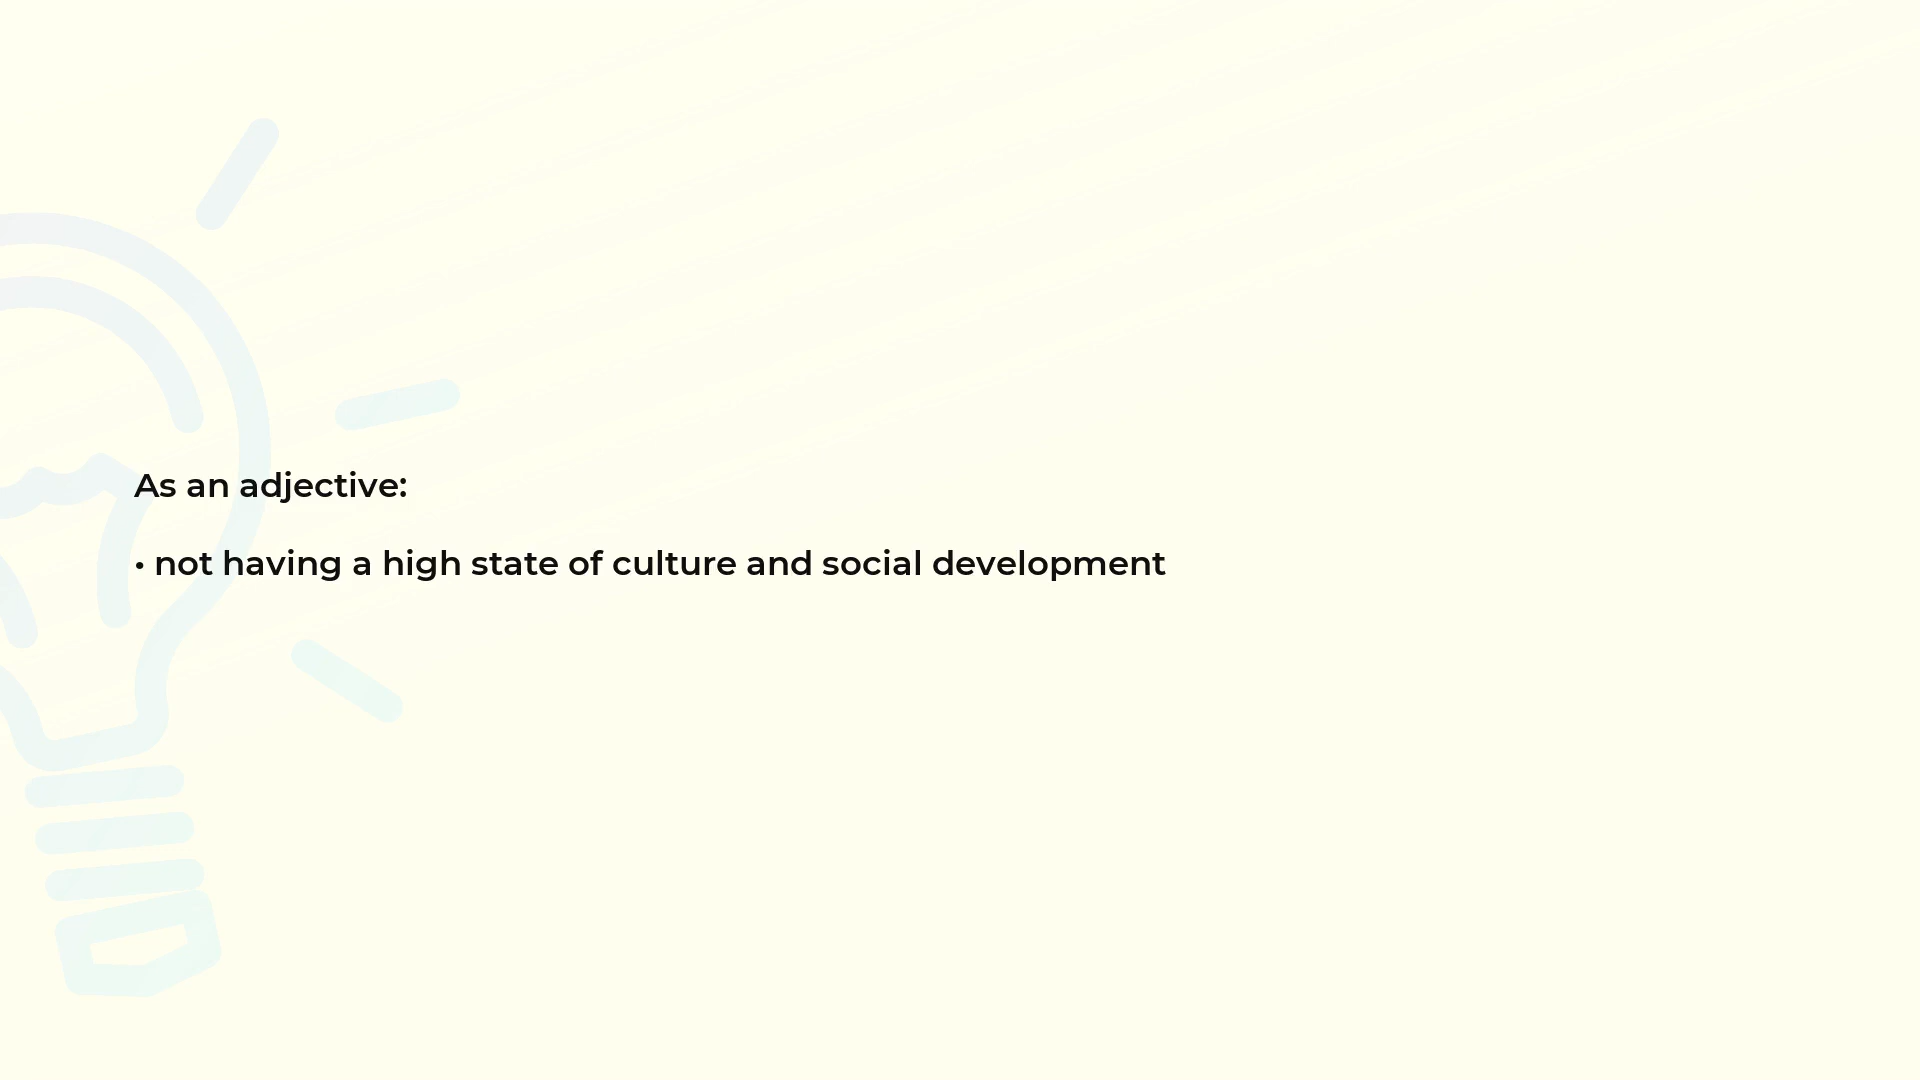 As an adjective:
• not having a high state of culture and social development